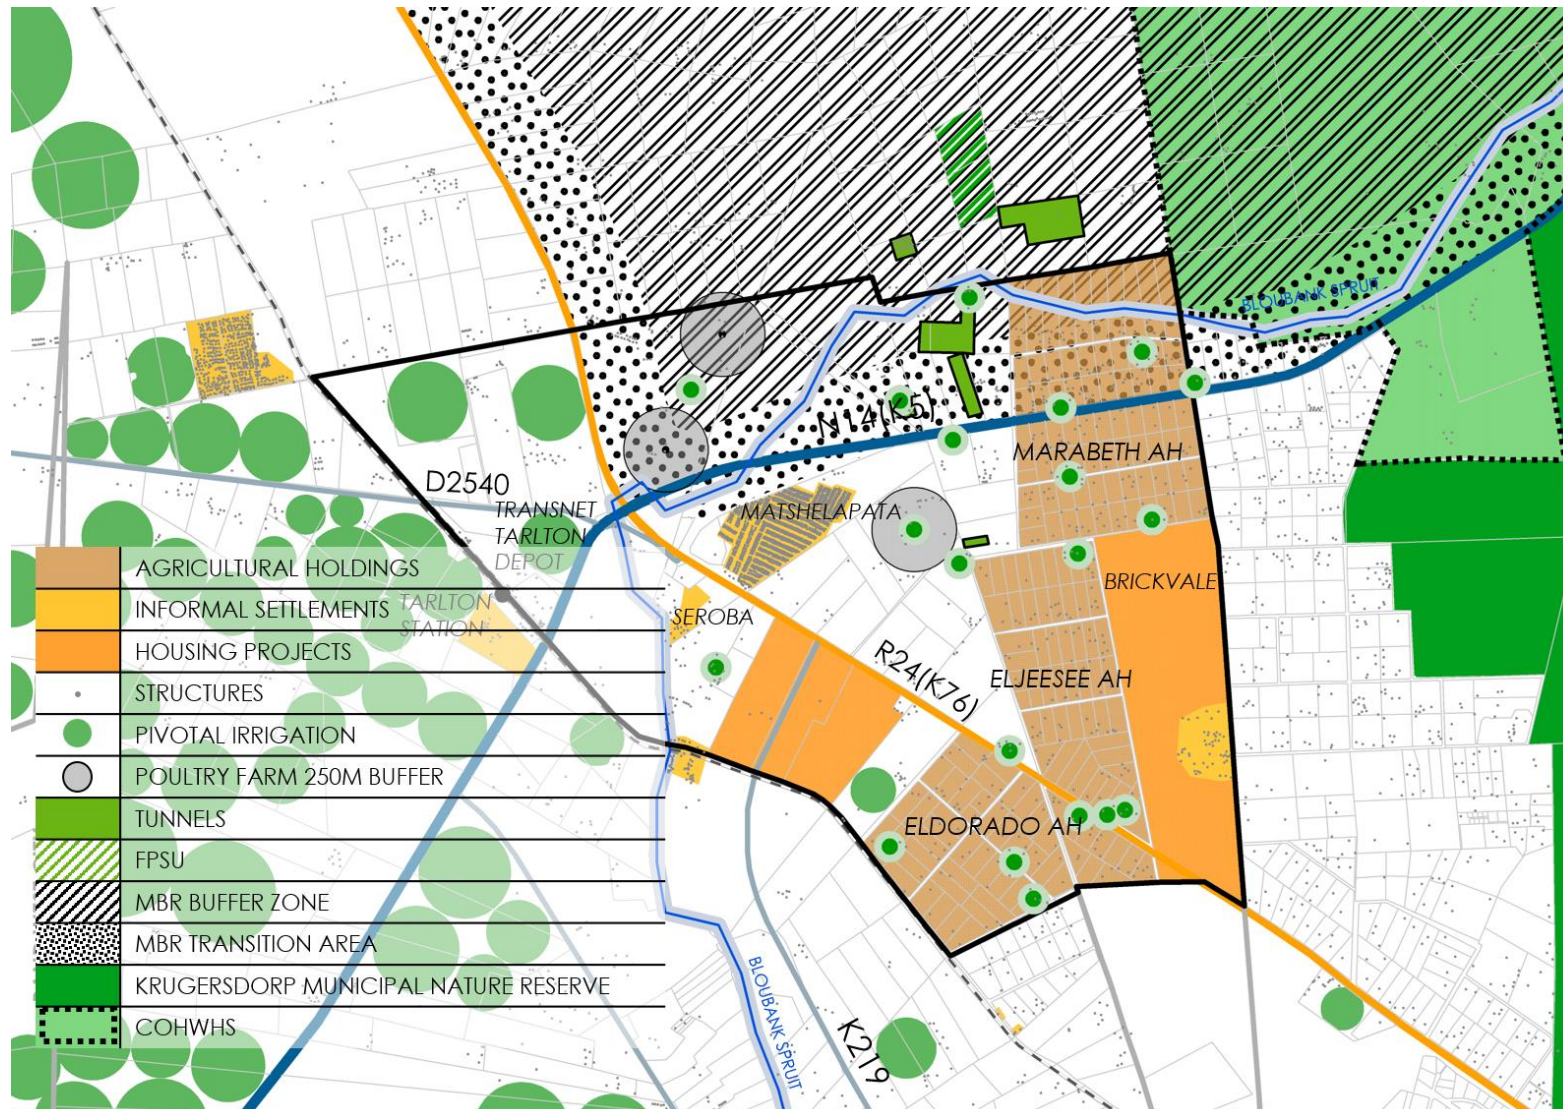 BLOUBANK SPRUIT
N14(K5)
MARABETH AH
D2540
TRANSNET
TARLTON
DEPOT
MATSHELAPATA
BRICKVALE
TARLTON
STATION
SEROBA
R24(K76)
ELJEESEE AH
ELDORADO AH
BLOUBANK SPRUIT
K219
AGRICULTURAL HOLDINGS
INFORMAL SETTLEMENTS
HOUSING PROJECTS
STRUCTURES
PIVOTAL IRRIGATION
POULTRY FARM 250M BUFFER
TUNNELS
FPSU
MBR BUFFER ZONE
MBR TRANSITION AREA
KRUGERSDORP MUNICIPAL NATURE RESERVE
COHWHS